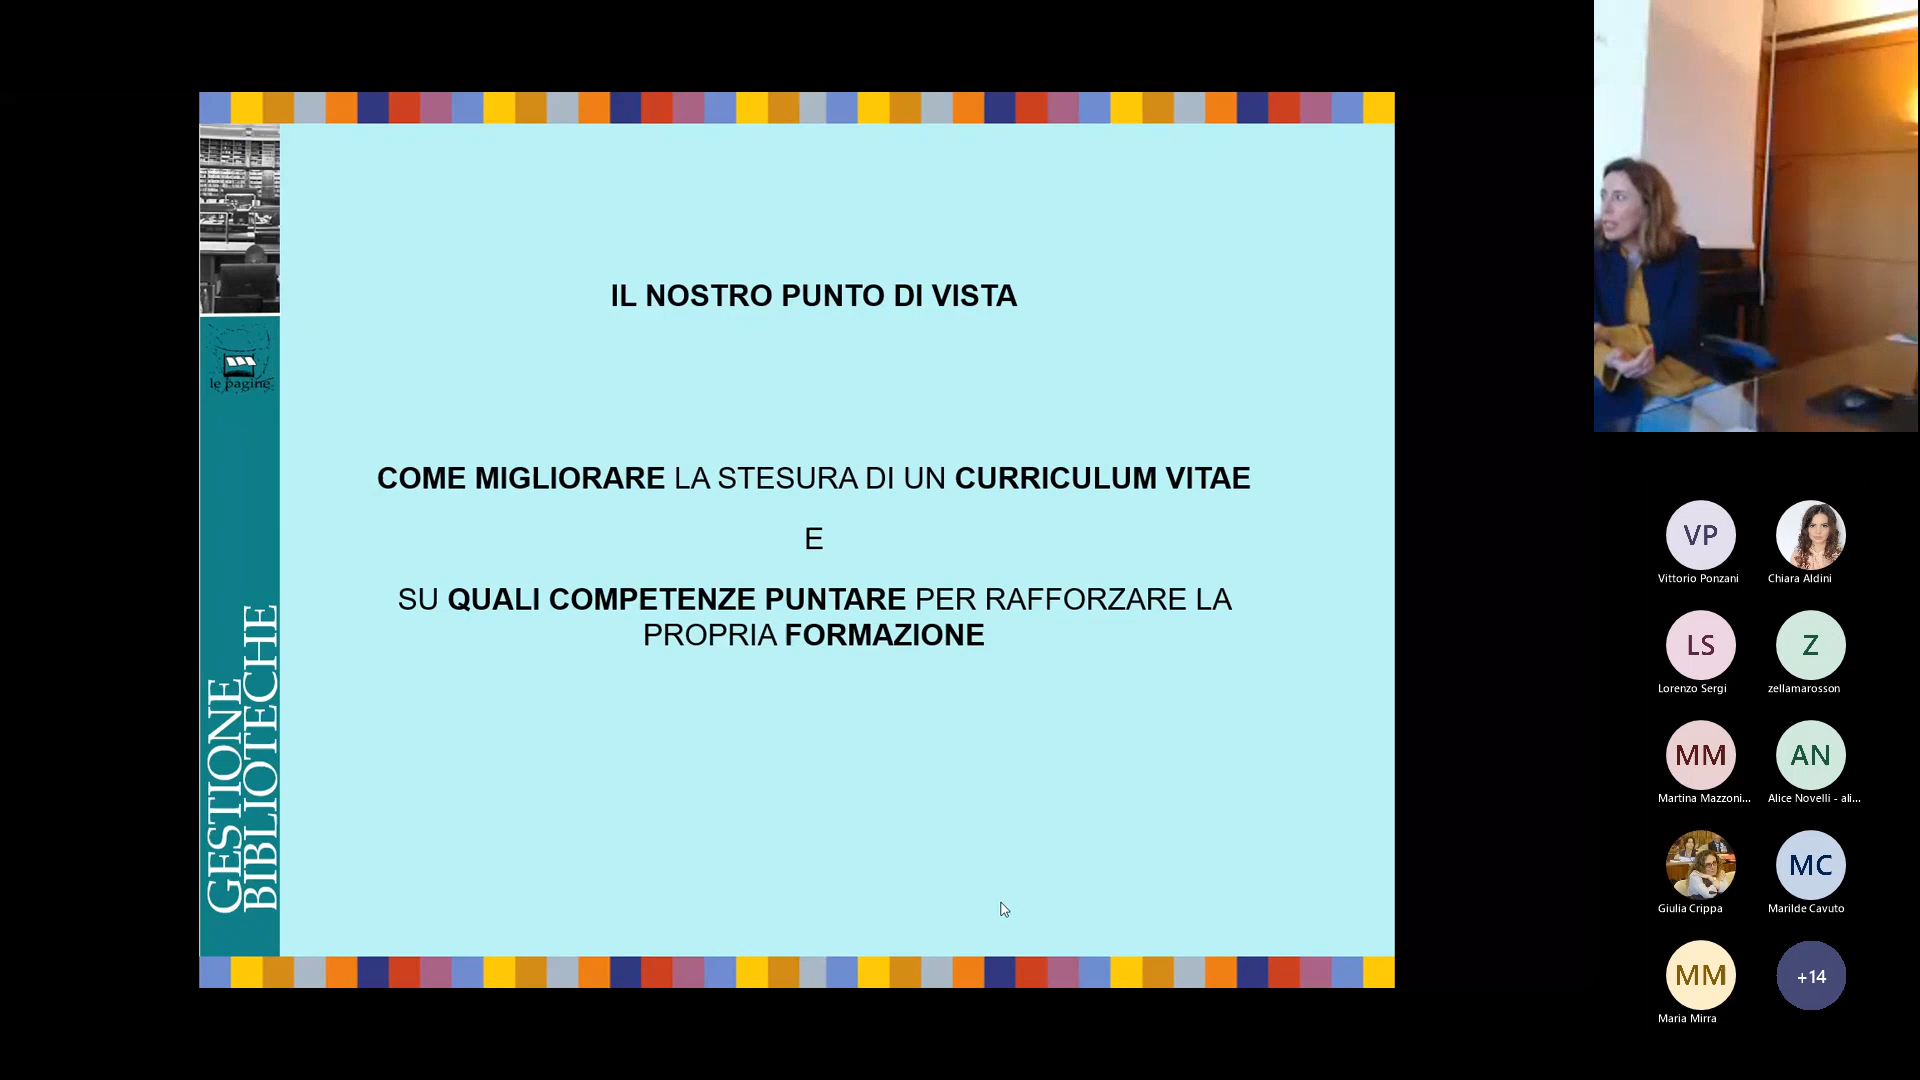 IL NOSTRO PUNTO DI VISTA
COME MIGLIORARE LA STESURA DI UN CURRICULUM VITAE
E
SU QUALI COMPETENZE PUNTARE PER RAFFORZARE LA
PROPRIA FORMAZIONE
le pagine
GESTIONE
BIBLIOTECHE
VP
Vittorio Ponzani
Chiara Aldini
LS
Lorenzo Sergi
Z
zellamarosson
MM
Martina Mazzoni...
AN
Alice Novelli - ali...
Giulia Crippa
MC
Marilde Cavuto
MM
Maria Mirra
+14